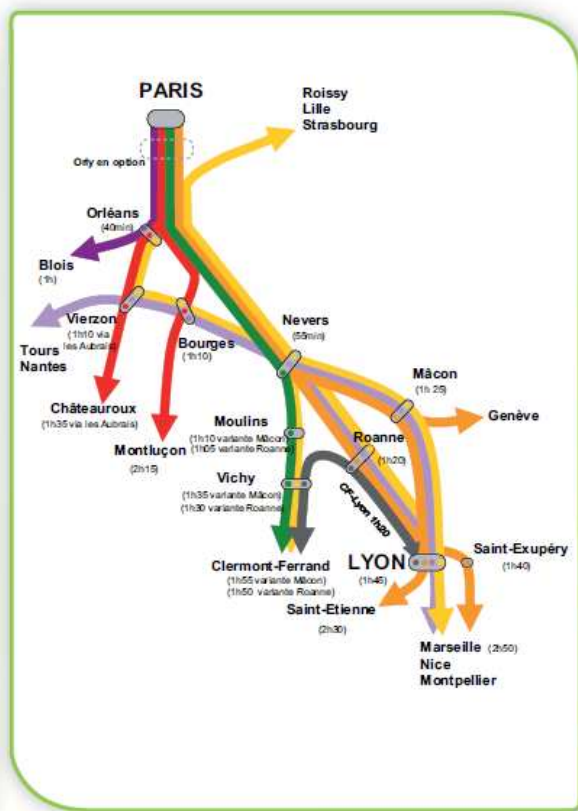 PARIS
Roissy
Lille
Strasbourg
Orly en option
Orléans
(40min)
Blois
(1h)
Vierzon
(1h10 via
les Aubrais)
Tours
Nantes
Bourges
(1h10)
Nevers
(55min)
Châteauroux
(1h35 via les Aubrais)
Montluçon
(2h15)
Mâcon
(1h 25)
Genève
Moulins
(1h10 variante Mâcon)
(1h05 variante Roanne)
Roanne
(1h20)
Vichy
(1h35 variante Mâcon)
(1h30 variante Roanne)
CF-Lyon 1h20
Clermont-Ferrand
(1h55 variante Mâcon)
(1h50 variante Roanne)
LYON
(1h45)
Saint-Exupéry
(1h40)
Saint-Etienne
(2h30)
Marseille (2h50)
Nice
Montpellier